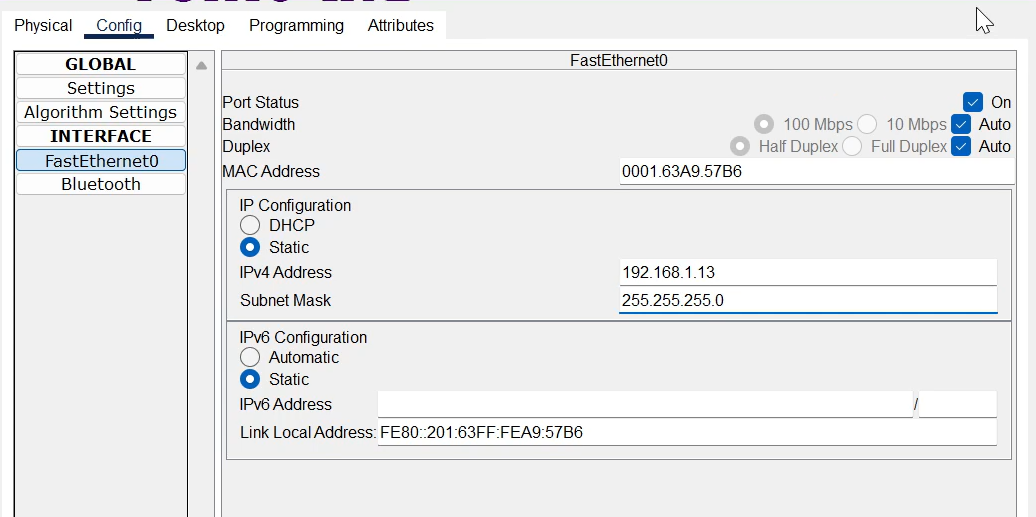 Physical Config Desktop Programming Attributes
GLOBAL
Settings
Algorithm Settings
INTERFACE
FastEthernet0
Bluetooth
FastEthernet0
Port Status On
Bandwidth 100 Mbps 10 Mbps Auto
Duplex Half Duplex Full Duplex Auto
MAC Address 0001.63A9.57B6
IP Configuration
DHCP
Static
IPv4 Address 192.168.1.13
Subnet Mask 255.255.255.0
IPv6 Configuration
Automatic
Static
IPv6 Address /
Link Local Address: FE80::201:63FF:FEA9:57B6